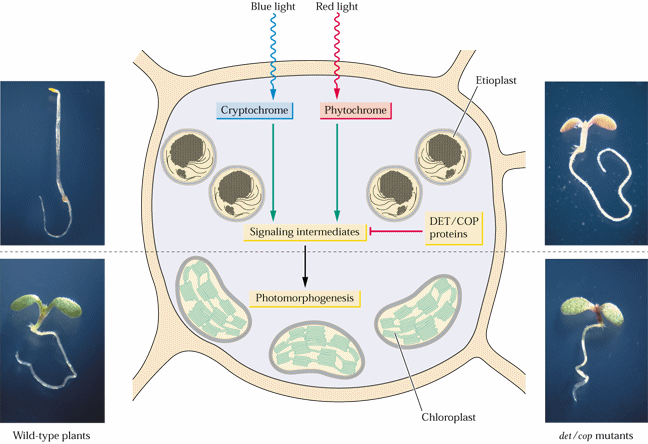 Blue light
Red light
Etioplast
Cryptochrome
Phytochrome
DET/COP
proteins
Signaling intermediates
Photomorphogenesis
Chloroplast
Wild-type plants
det/cop mutants